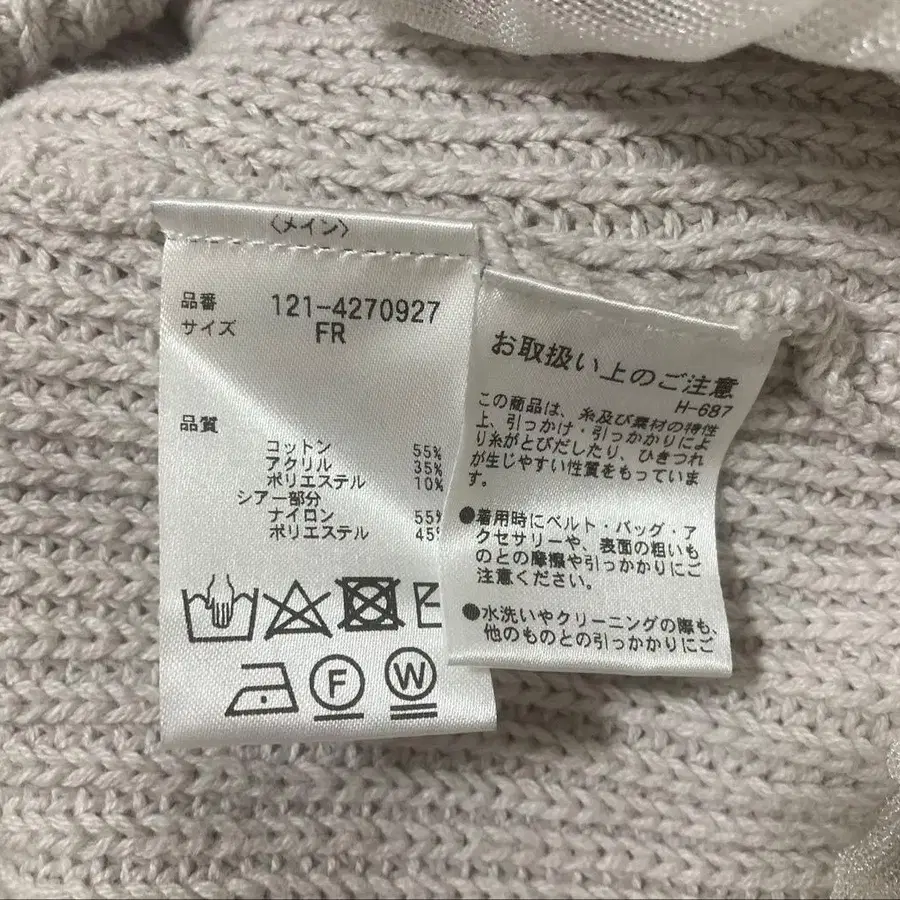 〈メイン〉
品番 121-4270927
サイズ FR
品質
コットン 55%
アクリル 35%
ポリエステル 10%
シアー部分
ナイロン 55%
ポリエステル 45%
F
W
お取扱い上のご注意
H-687
この商品は、糸及び素材の特性
上、引っかけ・引っかかりによ
り糸がとびだしたり、ひきつれ
が生じやすい性質をもっていま
す。
●着用時にベルト・バッグ・ア
クセサリーや、表面の粗いも
のとの摩擦や引っかかりにご
注意ください。
●水洗いやクリーニングの際も、
他のものとの引っかかりにご